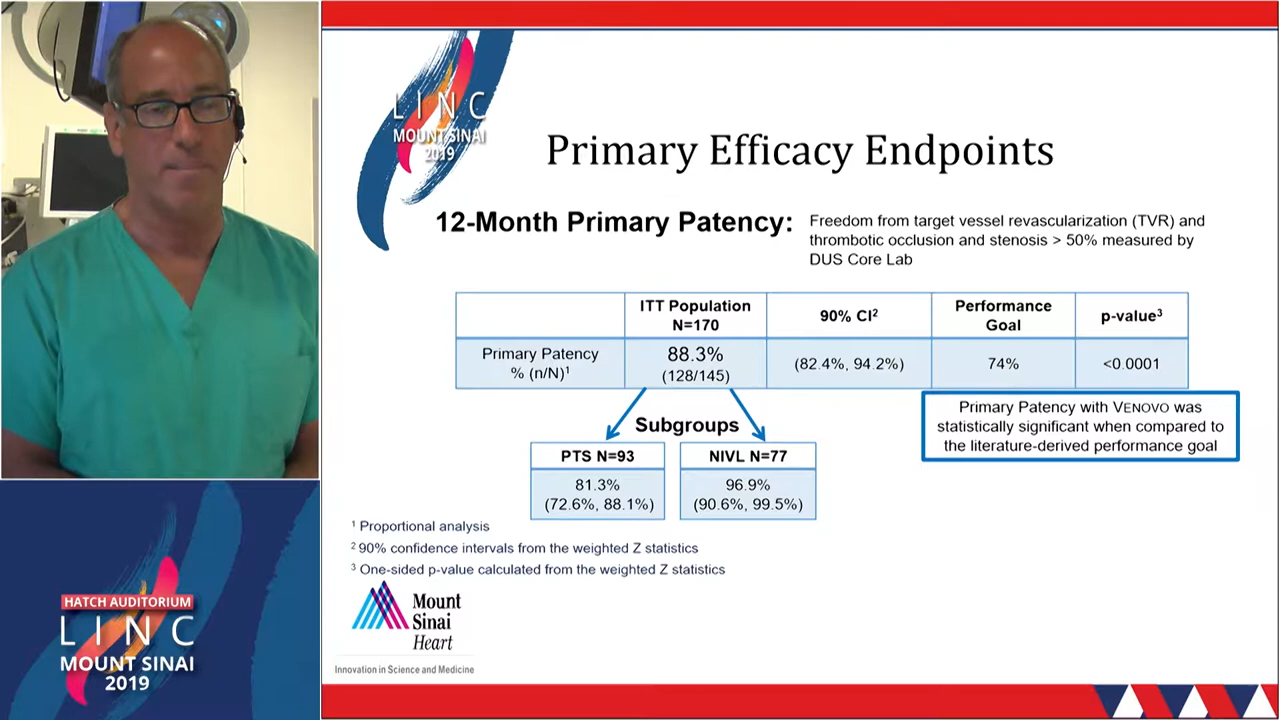 LINC
MOUNT SINAI
2019
Primary Efficacy Endpoints
12-Month Primary Patency:
Freedom from target vessel revascularization (TVR) and
thrombotic occlusion and stenosis > 50% measured by
DUS Core Lab
ITT Population
N=170
90% CI²
Performance
Goal
p-value³
Primary Patency
% (n/N)¹
88.3%
(128/145)
(82.4%, 94.2%)
74%
<0.0001
Subgroups
PTS N=93
81.3%
(72.6%, 88.1%)
NIVL N=77
96.9%
(90.6%, 99.5%)
Primary Patency with VENOVO was
statistically significant when compared to
the literature-derived performance goal
¹ Proportional analysis
² 90% confidence intervals from the weighted Z statistics
³ One-sided p-value calculated from the weighted Z statistics
Mount
Sinai
Heart
Innovation in Science and Medicine
HATCH AUDITORIUM
LINC
MOUNT SINAI
2019